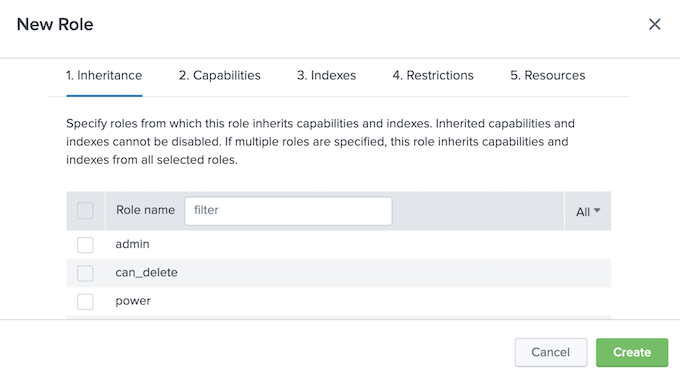 New Role
1. Inheritance 2. Capabilities 3. Indexes 4. Restrictions 5. Resources
Specify roles from which this role inherits capabilities and indexes. Inherited capabilities and
indexes cannot be disabled. If multiple roles are specified, this role inherits capabilities and
indexes from all selected roles.
Role name filter All
admin
can_delete
power
Cancel Create